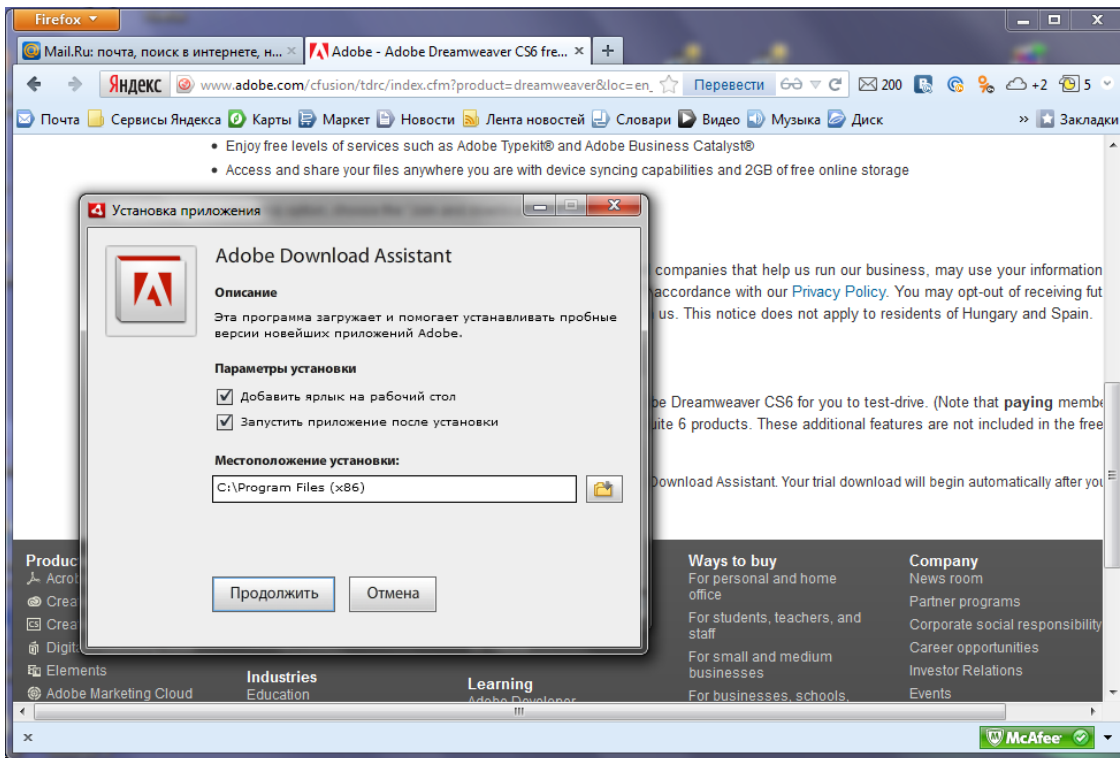 Firefox
Mail.Ru: почта, поиск в интернете, н...
Adobe - Adobe Dreamweaver CS6 fre...
Яндекс
www.adobe.com/cfusion/tdrc/index.cfm?product=dreamweaver&loc=en_
Перевести
200
+2
5
Почта
Сервисы Яндекса
Карты
Маркет
Новости
Лента новостей
Словари
Видео
Музыка
Диск
»
Закладки
• Enjoy free levels of services such as Adobe Typekit® and Adobe Business Catalyst®
• Access and share your files anywhere you are with device syncing capabilities and 2GB of free online storage
Установка приложения
Adobe Download Assistant
Описание
Эта программа загружает и помогает устанавливать пробные
версии новейших приложений Adobe.
Параметры установки
Добавить ярлык на рабочий стол
Запустить приложение после установки
Местоположение установки:
C:\Program Files (x86)
Продолжить
Отмена
companies that help us run our business, may use your information
accordance with our Privacy Policy. You may opt-out of receiving fut
us. This notice does not apply to residents of Hungary and Spain.
be Dreamweaver CS6 for you to test-drive. (Note that paying membe
uite 6 products. These additional features are not included in the free
Download Assistant. Your trial download will begin automatically after you
Produc
Acrob
Crea
Crea
Digit
Elements
Adobe Marketing Cloud
Industries
Education
Learning
Adobe Developer
Ways to buy
For personal and home
office
For students, teachers, and
staff
For small and medium
businesses
For businesses, schools,
Company
News room
Partner programs
Corporate social responsibility
Career opportunities
Investor Relations
Events
McAfee